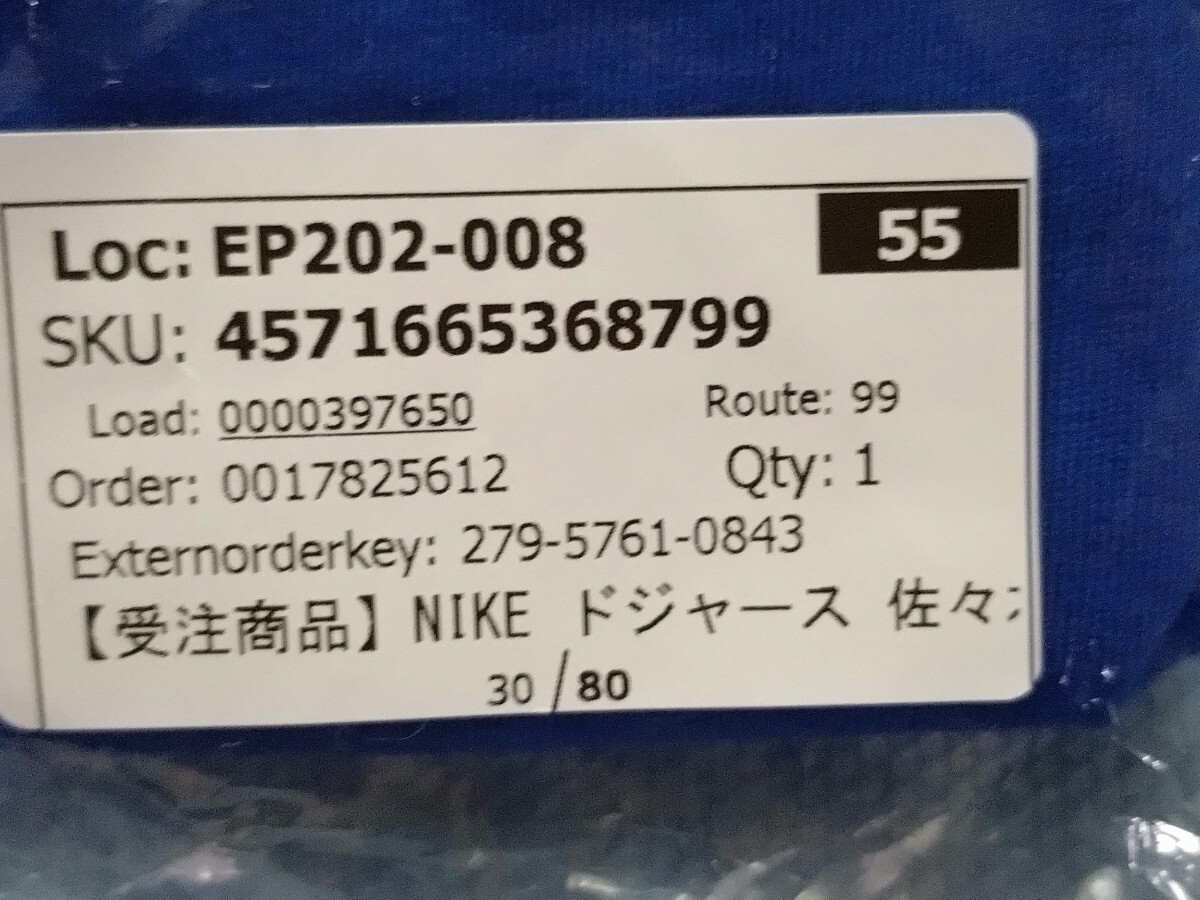 Loc: EP202-008 55
SKU: 4571665368799
Load: 0000397650 Route: 99
Order: 0017825612 Qty: 1
Externorderkey: 279-5761-0843
【受注商品】NIKE ドジャース 佐々
30 / 80